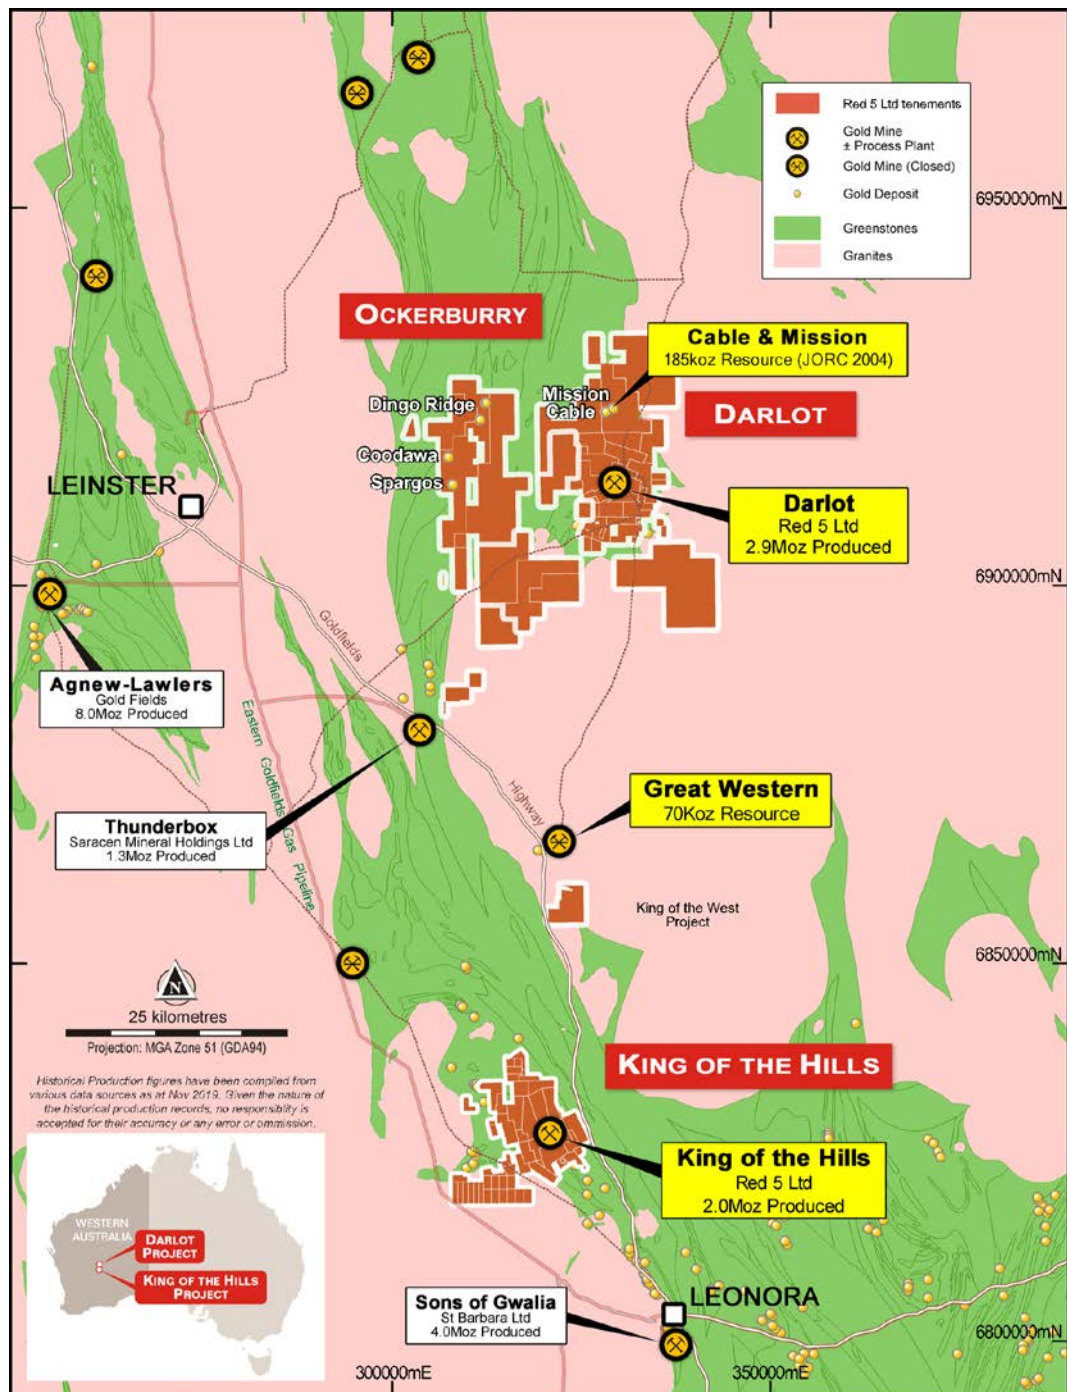 Red 5 Ltd tenements
Gold Mine
± Process Plant
Gold Mine (Closed)
Gold Deposit
Greenstones
Granites
6950000mN
OCKERBURRY
Cable & Mission
185koz Resource (JORC 2004)
Dingo Ridge
Mission
Cable
DARLOT
Coodawa
Spargos
LEINSTER
Darlot
Red 5 Ltd
2.9Moz Produced
6900000mN
Goldfields
Highway
Agnew-Lawlers
Gold Fields
8.0Moz Produced
Eastern Goldfields Gas Pipeline
Great Western
70Koz Resource
Thunderbox
Saracen Mineral Holdings Ltd
1.3Moz Produced
King of the West
Project
6850000mN
N
25 kilometres
Projection: MGA Zone 51 (GDA94)
Historical Production figures have been compiled from
various data sources as at Nov 2019. Given the nature of
the historical production records, no responsiblity is
accepted for their accuracy or any error or ommission.
KING OF THE HILLS
King of the Hills
Red 5 Ltd
2.0Moz Produced
WESTERN
AUSTRALIA
DARLOT
PROJECT
KING OF THE HILLS
PROJECT
Sons of Gwalia
St Barbara Ltd
4.0Moz Produced
LEONORA
6800000mN
300000mE
350000mE